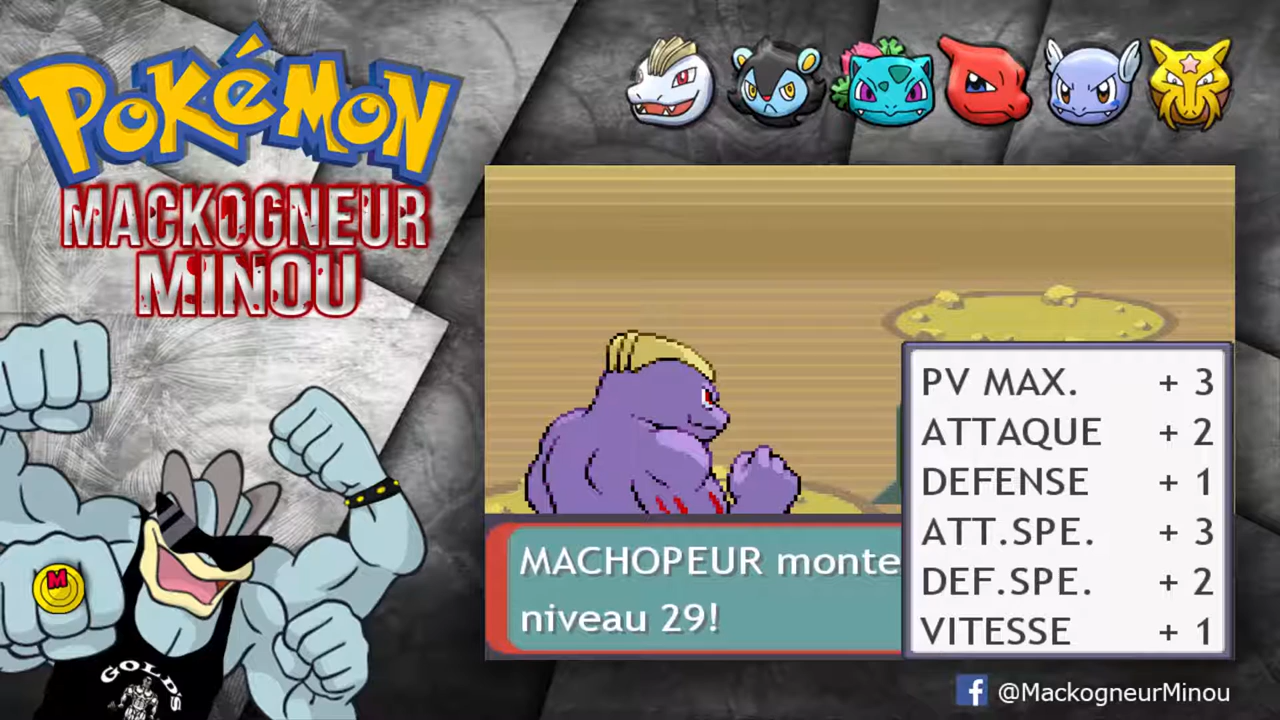 POKéMON
MACKOGNEUR
MINOU
M
GOLD'S
PV MAX. + 3
ATTAQUE + 2
DEFENSE + 1
ATT.SPE. + 3
DEF.SPE. + 2
VITESSE + 1
MACHOPEUR monte
niveau 29!
f @MackogneurMinou